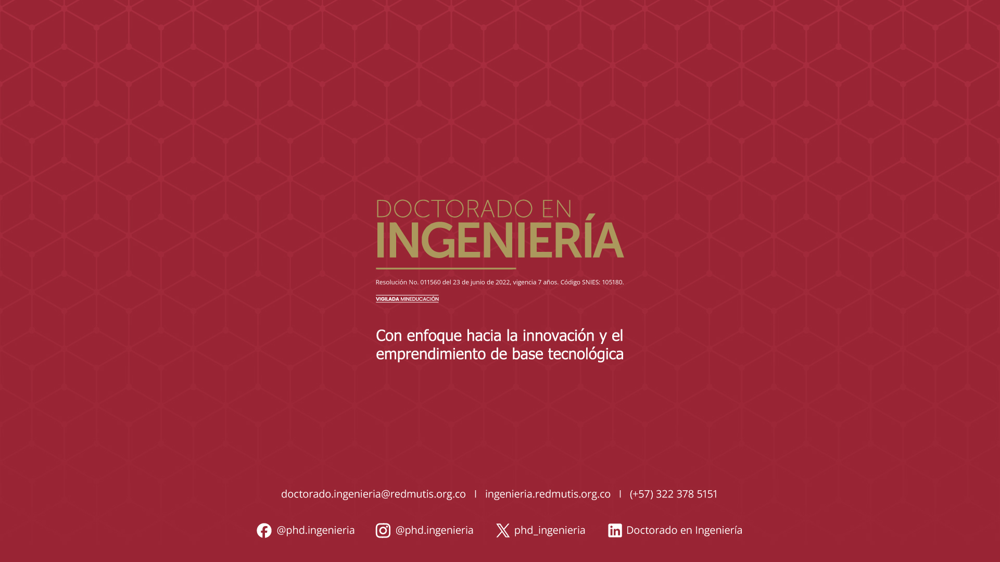 DOCTORADO EN
INGENIERÍA
Resolución No. 011560 del 23 de junio de 2022, vigencia 7 años. Código SNIES: 105180.
VIGILADA MINEDUCACIÓN
Con enfoque hacia la innovación y el
emprendimiento de base tecnológica
doctorado.ingenieria@redmutis.org.co | ingenieria.redmutis.org.co | (+57) 322 378 5151
@phd.ingenieria @phd.ingenieria phd_ingenieria Doctorado en Ingeniería